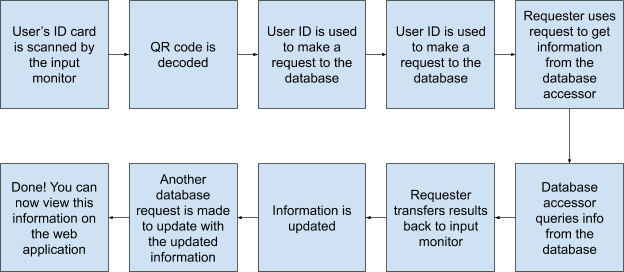 User's ID card
is scanned by
the input
monitor
QR code is
decoded
User ID is used
to make a
request to the
database
User ID is used
to make a
request to the
database
Requester uses
request to get
information
from the
database
accessor
Database
accessor
queries info
from the
database
Requester
transfers results
back to input
monitor
Information is
updated
Another
database
request is made
to update with
the updated
information
Done! You can
now view this
information on
the web
application